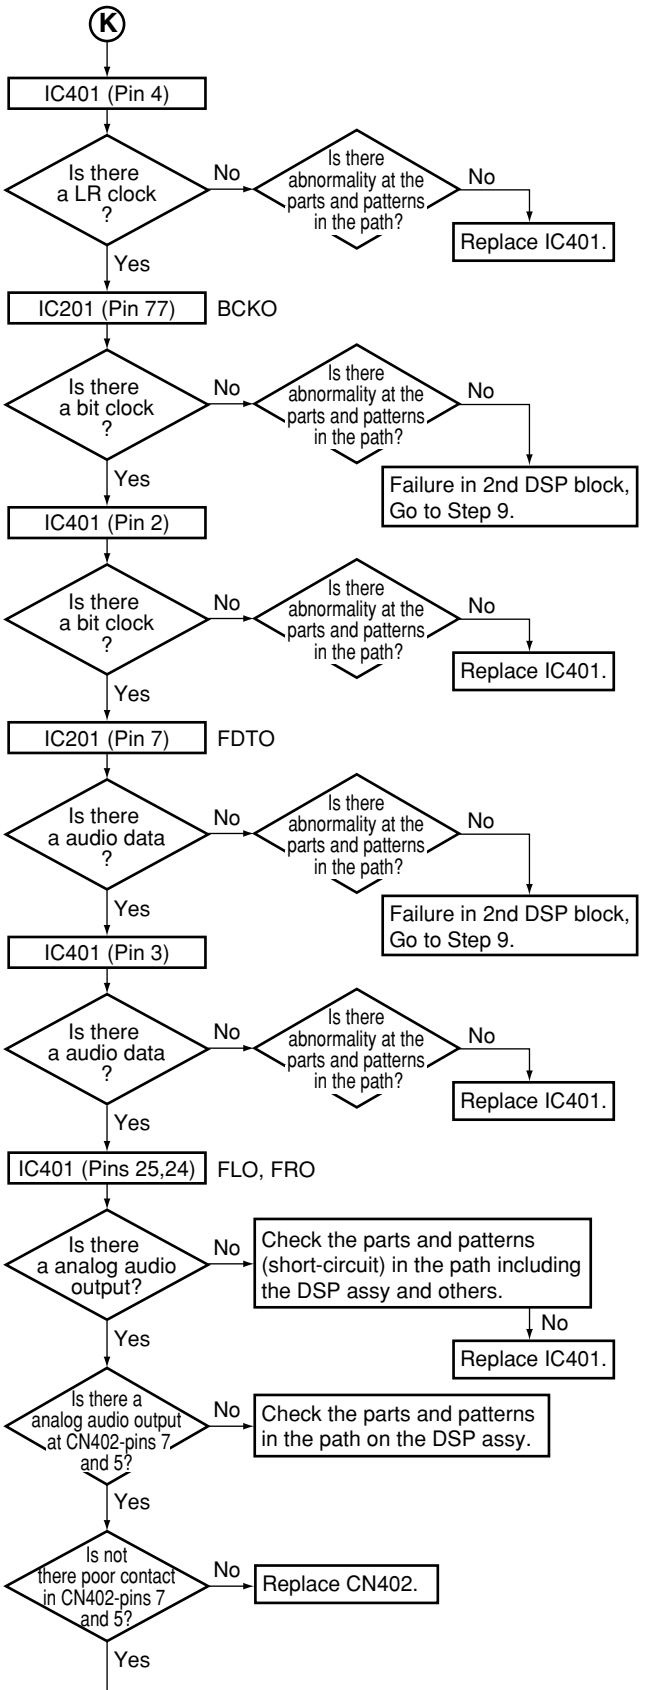 K
IC401 (Pin 4)
Is there
a LR clock
?
No
Is there
abnormality at the
parts and patterns
in the path?
No
Replace IC401.
Yes
IC201 (Pin 77) BCKO
Is there
a bit clock
?
No
Is there
abnormality at the
parts and patterns
in the path?
No
Failure in 2nd DSP block,
Go to Step 9.
Yes
IC401 (Pin 2)
Is there
a bit clock
?
No
Is there
abnormality at the
parts and patterns
in the path?
No
Replace IC401.
Yes
IC201 (Pin 7) FDTO
Is there
a audio data
?
No
Is there
abnormality at the
parts and patterns
in the path?
No
Failure in 2nd DSP block,
Go to Step 9.
Yes
IC401 (Pin 3)
Is there
a audio data
?
No
Is there
abnormality at the
parts and patterns
in the path?
No
Replace IC401.
Yes
IC401 (Pins 25,24) FLO, FRO
Is there
a analog audio
output?
No
Check the parts and patterns
(short-circuit) in the path including
the DSP assy and others.
No
Replace IC401.
Yes
Is there a
analog audio output
at CN402-pins 7
and 5?
No
Check the parts and patterns
in the path on the DSP assy.
Yes
Is not
there poor contact
in CN402-pins 7
and 5?
No
Replace CN402.
Yes